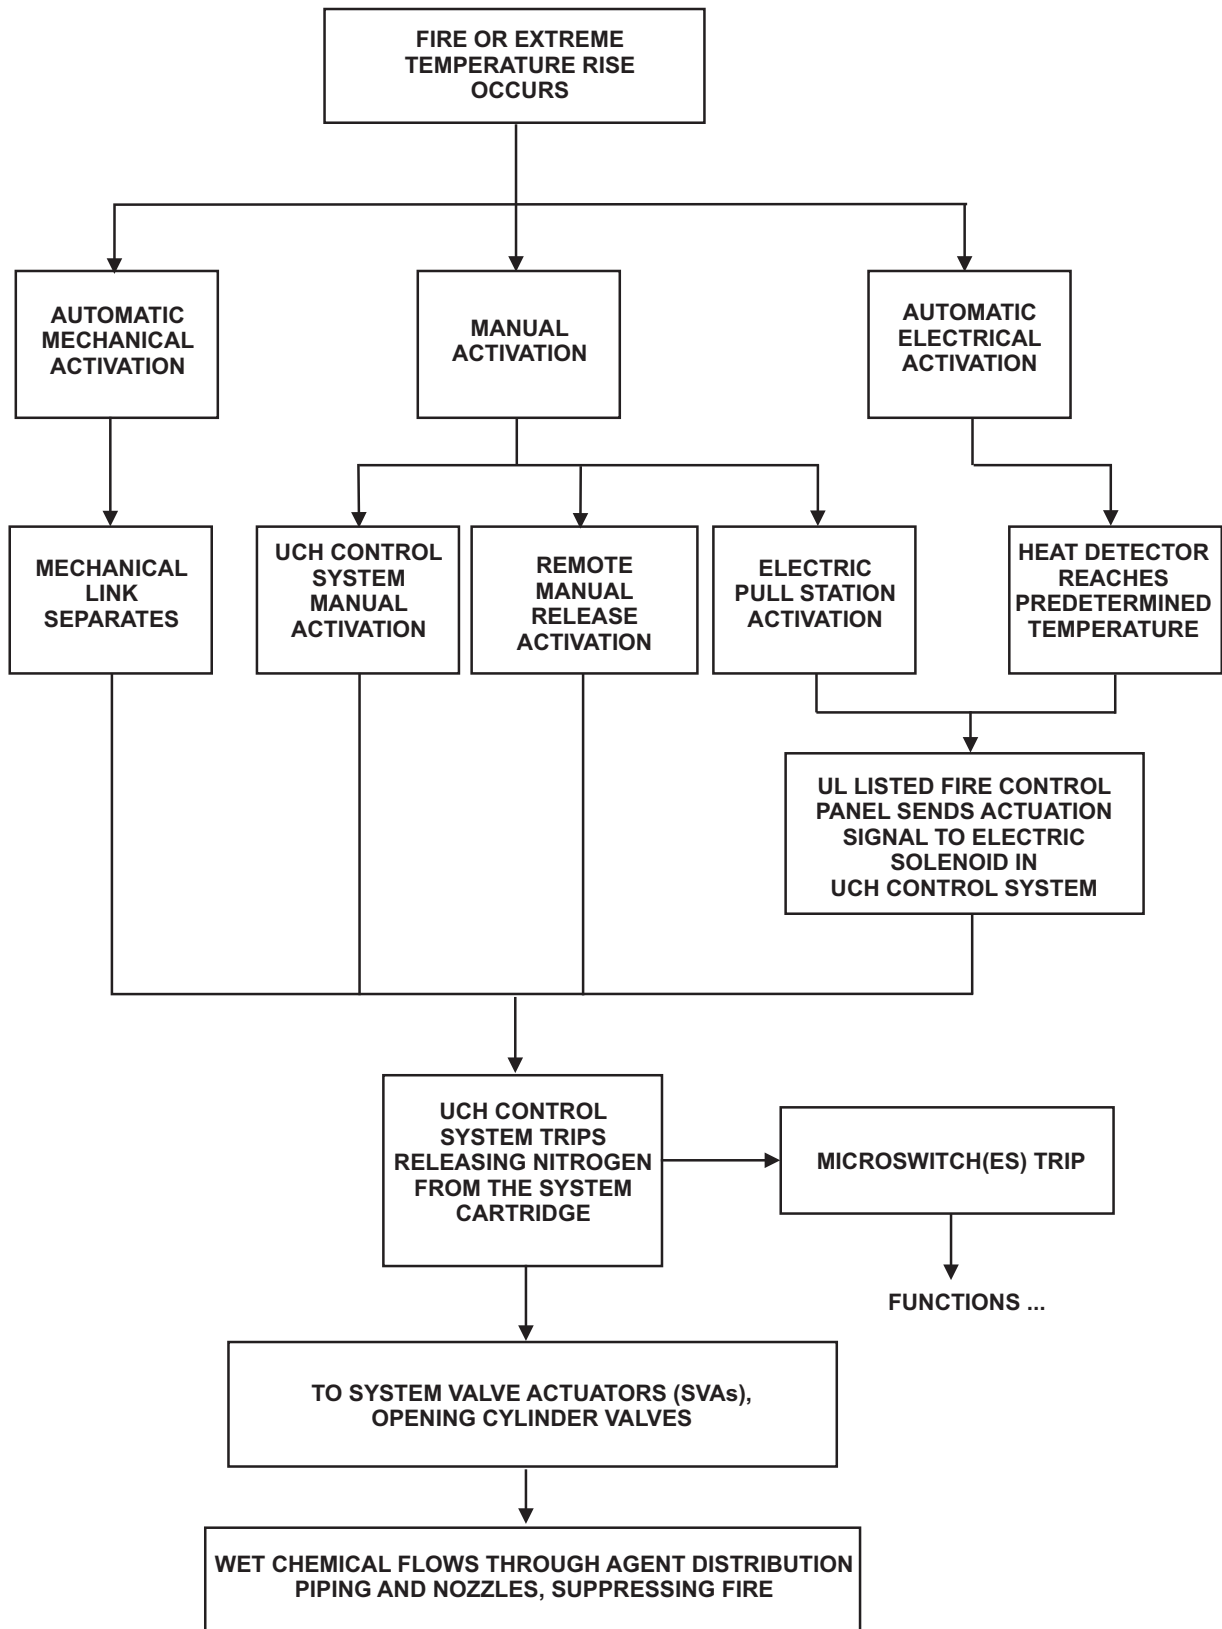 FIRE OR EXTREME
TEMPERATURE RISE
OCCURS
AUTOMATIC
MECHANICAL
ACTIVATION
MANUAL
ACTIVATION
AUTOMATIC
ELECTRICAL
ACTIVATION
MECHANICAL
LINK
SEPARATES
UCH CONTROL
SYSTEM
MANUAL
ACTIVATION
REMOTE
MANUAL
RELEASE
ACTIVATION
ELECTRIC
PULL STATION
ACTIVATION
HEAT DETECTOR
REACHES
PREDETERMINED
TEMPERATURE
UL LISTED FIRE CONTROL
PANEL SENDS ACTUATION
SIGNAL TO ELECTRIC
SOLENOID IN
UCH CONTROL SYSTEM
UCH CONTROL
SYSTEM TRIPS
RELEASING NITROGEN
FROM THE SYSTEM
CARTRIDGE
MICROSWITCH(ES) TRIP
FUNCTIONS ...
TO SYSTEM VALVE ACTUATORS (SVAs),
OPENING CYLINDER VALVES
WET CHEMICAL FLOWS THROUGH AGENT DISTRIBUTION
PIPING AND NOZZLES, SUPPRESSING FIRE